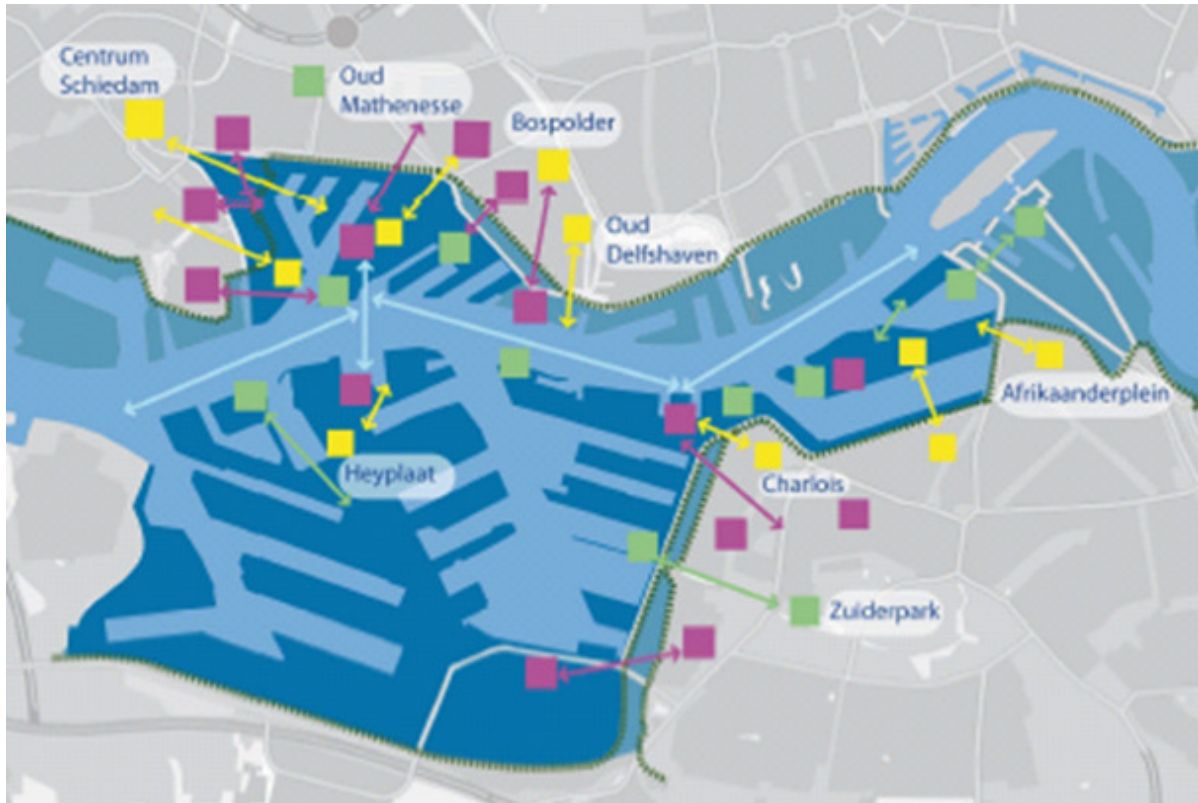 Centrum
Schiedam
Oud
Mathenesse
Bospolder
Oud
Delfshaven
Afrikaanderplein
Heyplaat
Charlois
Zuiderpark